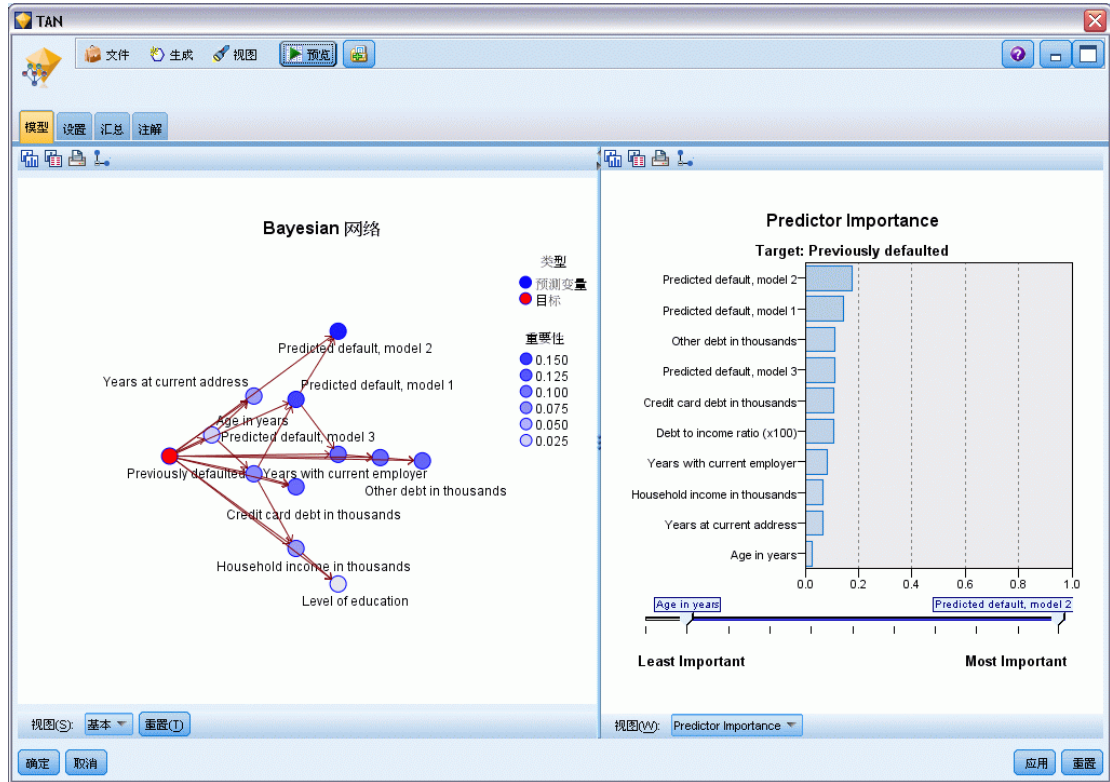 TAN
文件 生成 视图 预览
模型 设置 汇总 注解
Bayesian 网络
类型
预测变量
目标
重要性
0.150
0.125
0.100
0.075
0.050
0.025
Predicted default, model 2
Years at current address
Predicted default, model 1
Age in years
Predicted default, model 3
Previously defaulted
Years with current employer
Other debt in thousands
Credit card debt in thousands
Household income in thousands
Level of education
视图(S): 基本 重置(T)
Predictor Importance
Target: Previously defaulted
Predicted default, model 2
Predicted default, model 1
Other debt in thousands
Predicted default, model 3
Credit card debt in thousands
Debt to income ratio (x100)
Years with current employer
Household income in thousands
Years at current address
Age in years
0.0 0.2 0.4 0.6 0.8 1.0
Age in years Predicted default, model 2
Least Important Most Important
视图(W): Predictor Importance
确定 取消 应用 重置